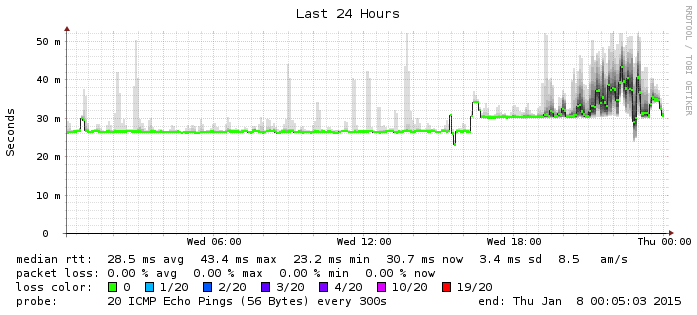 Last 24 Hours
RRDTOOL / TOBI OETIKER
Seconds
50 m
40 m
30 m
20 m
10 m
0
Wed 06:00 Wed 12:00 Wed 18:00 Thu 00:00
median rtt: 28.5 ms avg 43.4 ms max 23.2 ms min 30.7 ms now 3.4 ms sd 8.5 am/s
packet loss: 0.00 % avg 0.00 % max 0.00 % min 0.00 % now
loss color: 0 1/20 2/20 3/20 4/20 10/20 19/20
probe: 20 ICMP Echo Pings (56 Bytes) every 300s end: Thu Jan 8 00:05:03 2015